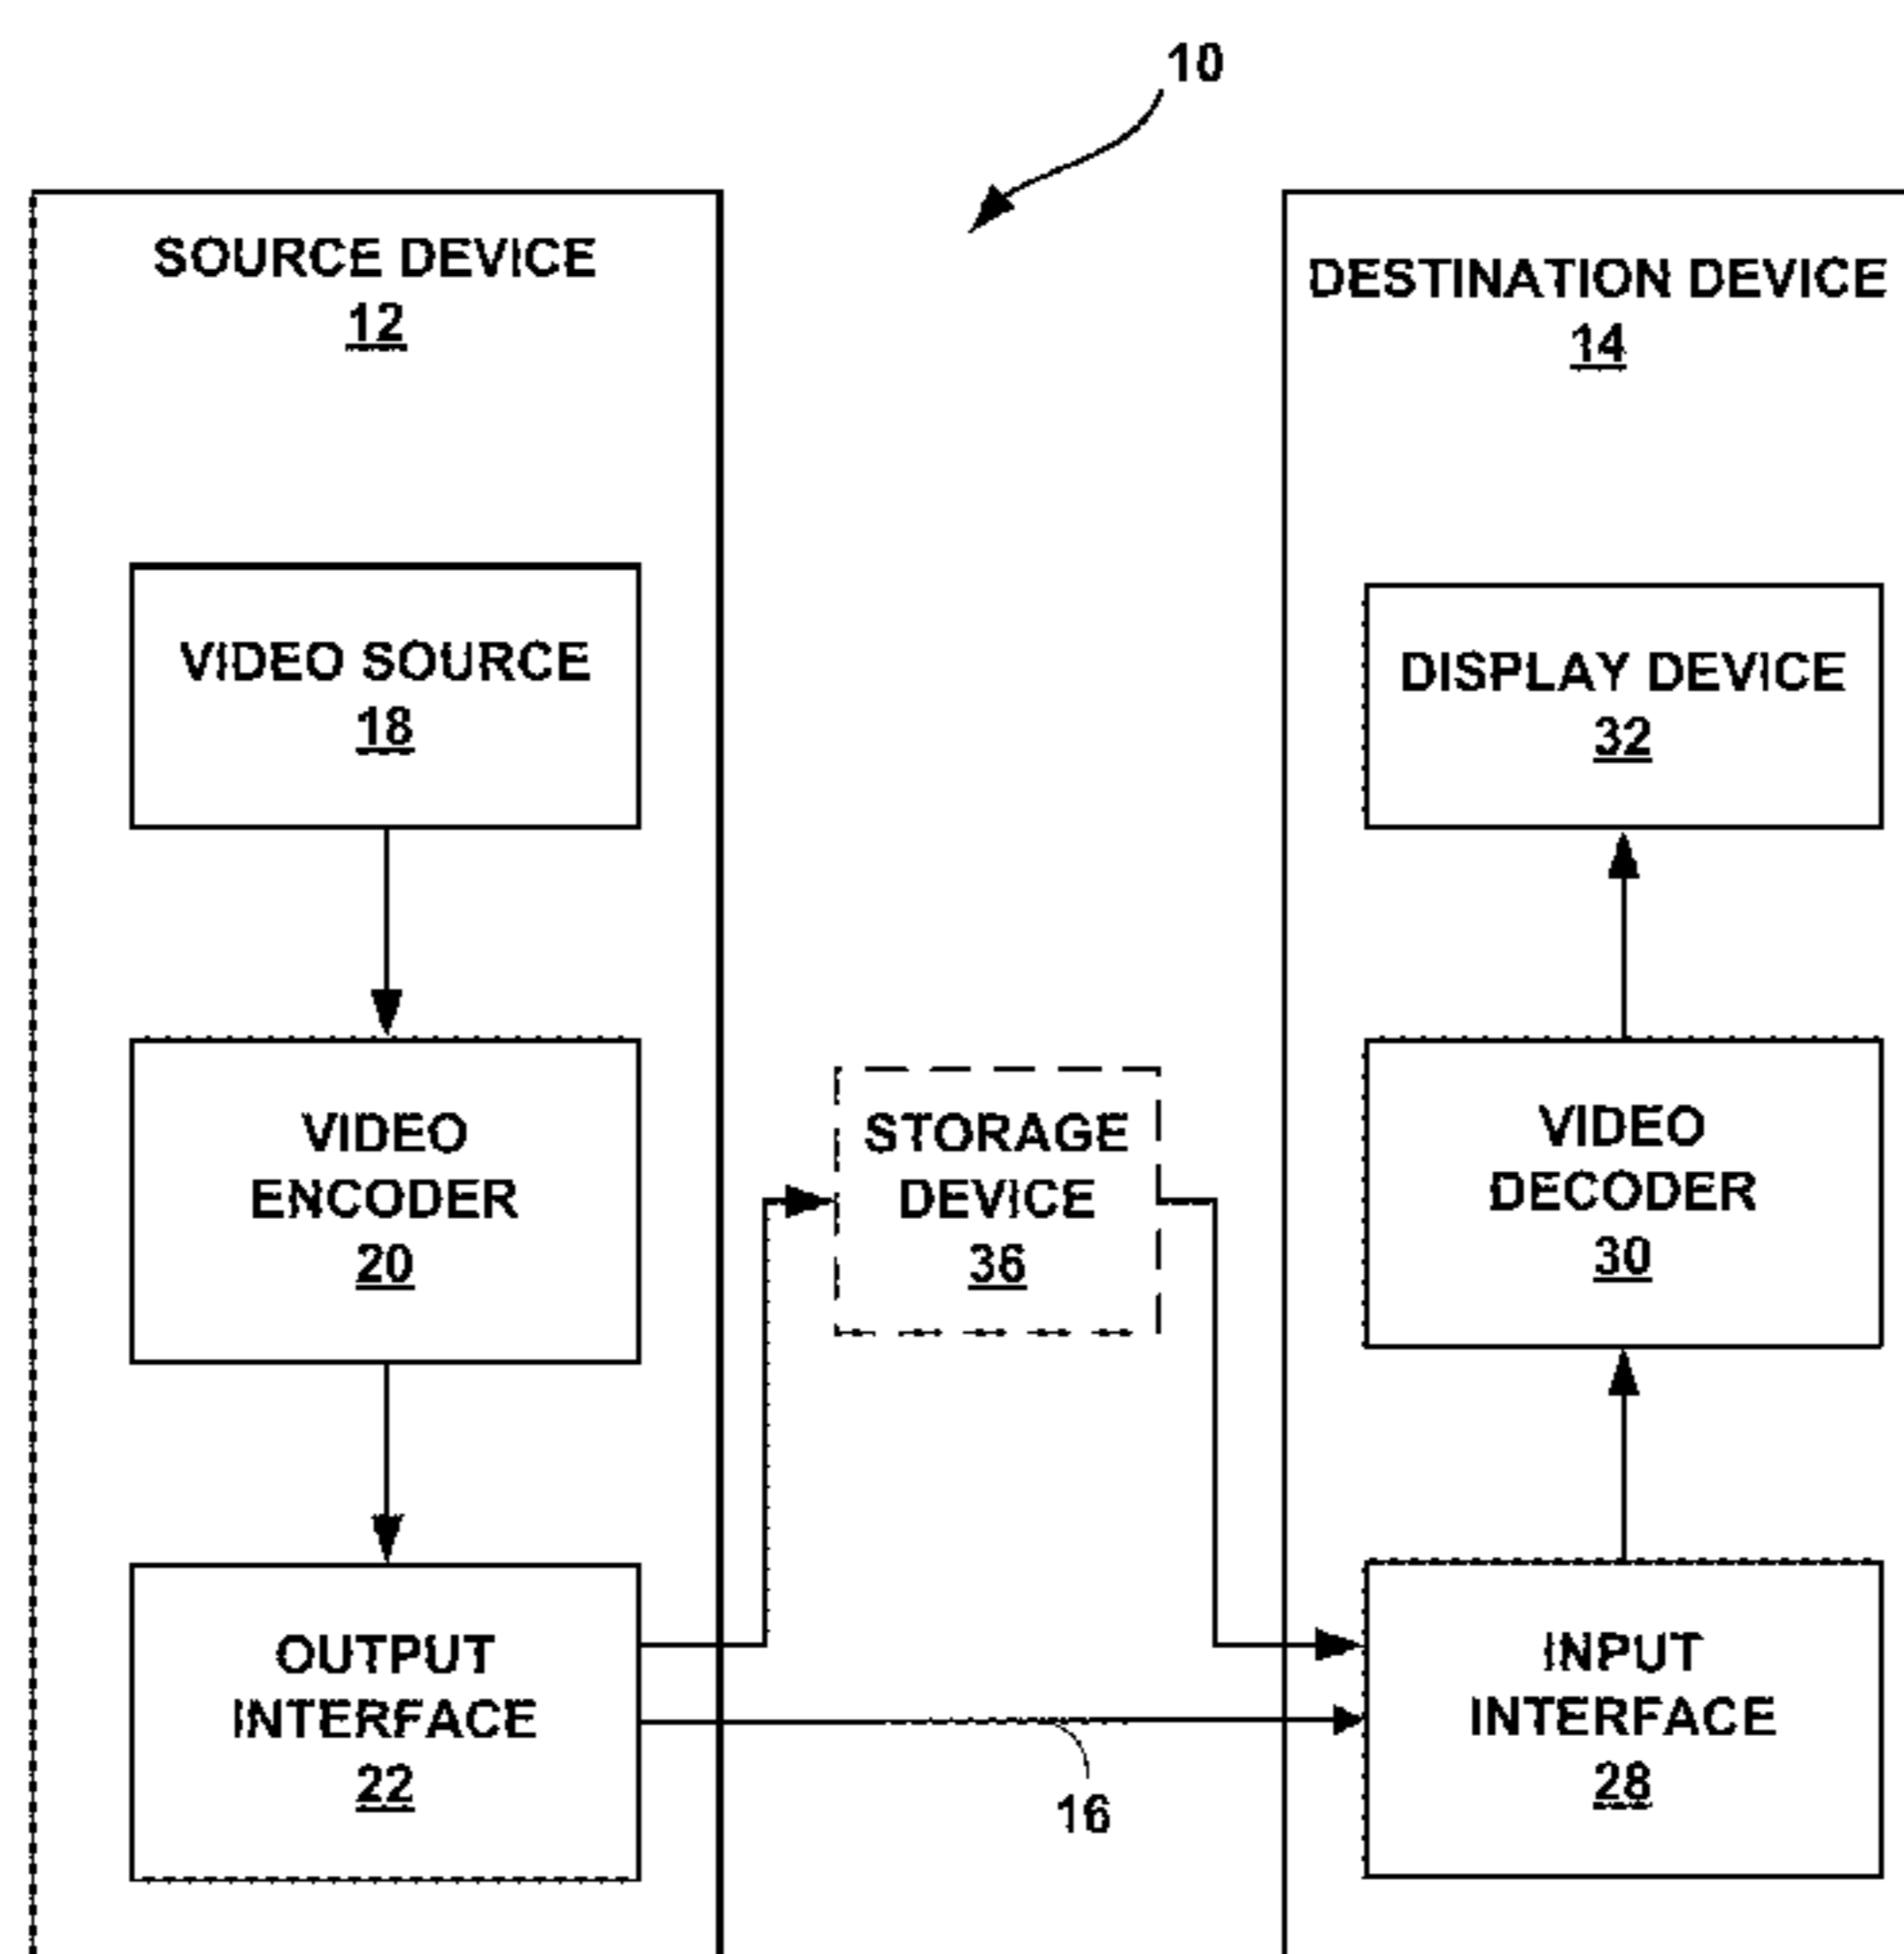 10
SOURCE DEVICE
12
VIDEO SOURCE
18
VIDEO
ENCODER
20
OUTPUT
INTERFACE
22
STORAGE
DEVICE
36
16
DESTINATION DEVICE
14
DISPLAY DEVICE
32
VIDEO
DECODER
30
INPUT
INTERFACE
28